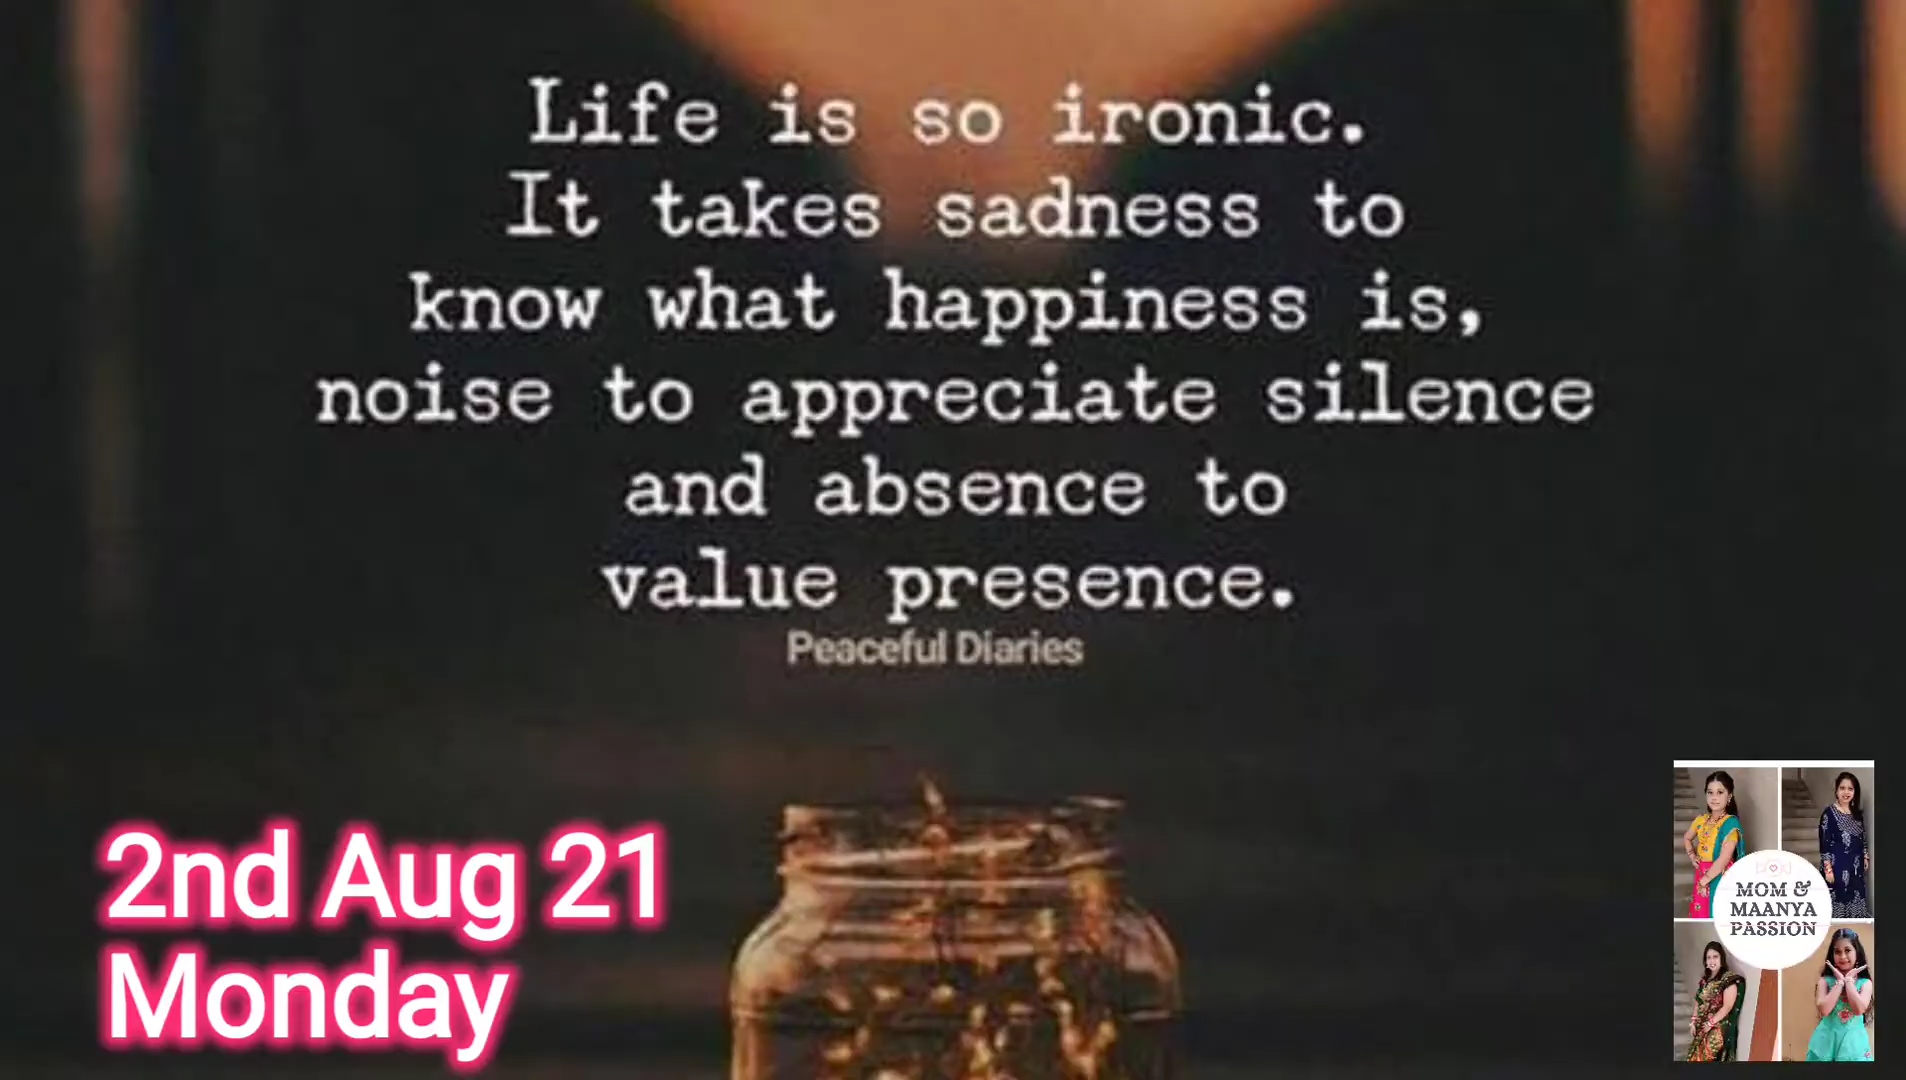 Life is so ironic.
It takes sadness to
know what happiness is,
noise to appreciate silence
and absence to
value presence.
Peaceful Diaries
2nd Aug 21
Monday
MOM &
MAANYA
PASSION